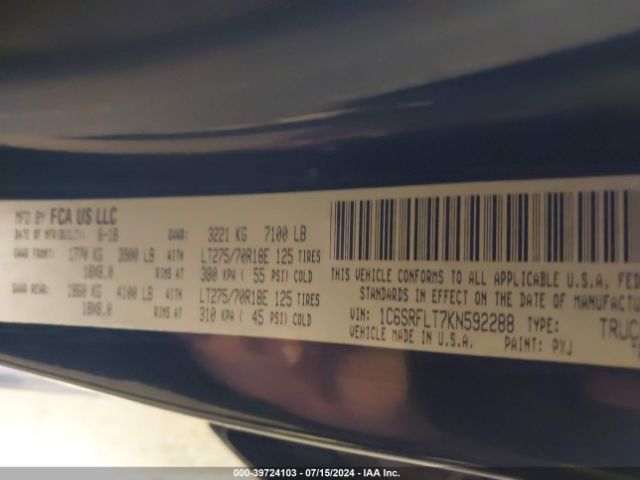 MFD BY FCA US LLC
DATE OF MFR/BUILT: 6-18 GVWR: 3221 KG 7100 LB
GAWR FRONT: 1770 KG 3900 LB WITH LT275/70R18E 125 TIRES
18X8.0 RIMS AT 380 KPA ( 55 PSI) COLD
GAWR REAR: 1860 KG 4100 LB WITH LT275/70R18E 125 TIRES
18X8.0 RIMS AT 310 KPA ( 45 PSI) COLD
THIS VEHICLE CONFORMS TO ALL APPLICABLE U.S.A. FED
STANDARDS IN EFFECT ON THE DATE OF MANUFACTUR
VIN: 1C6SRFLT7KN592288 TYPE: TRUC
VEHICLE MADE IN U.S.A. PAINT: PXJ
000-39724103 - 07/15/2024 - IAA Inc.